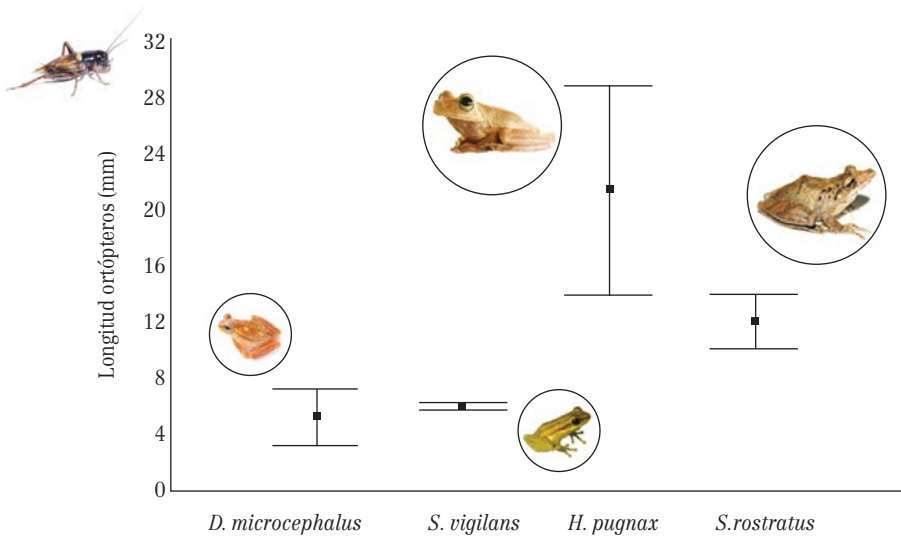 Longitud ortópteros (mm)
32
28
24
20
16
12
8
4
0
D. microcephalus
S. vigilans
H. pugnax
S.rostratus